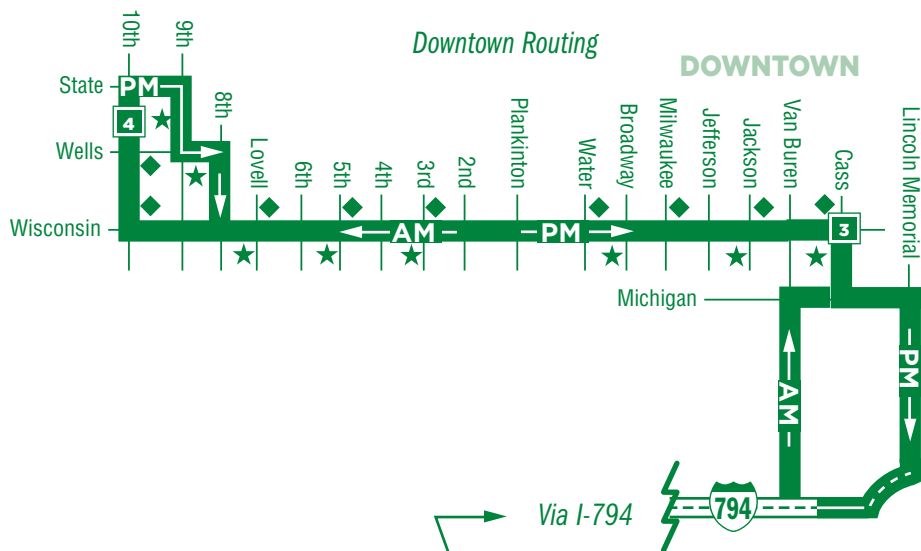 Downtown Routing
DOWNTOWN
10th
9th
8th
State
PM
4
Wells
Lovell
6th
5th
4th
3rd
2nd
Plankinton
Water
Broadway
Milwaukee
Jefferson
Jackson
Van Buren
Cass
Lincoln Memorial
Wisconsin
AM
PM
3
Michigan
AM
PM
Via I-794
794